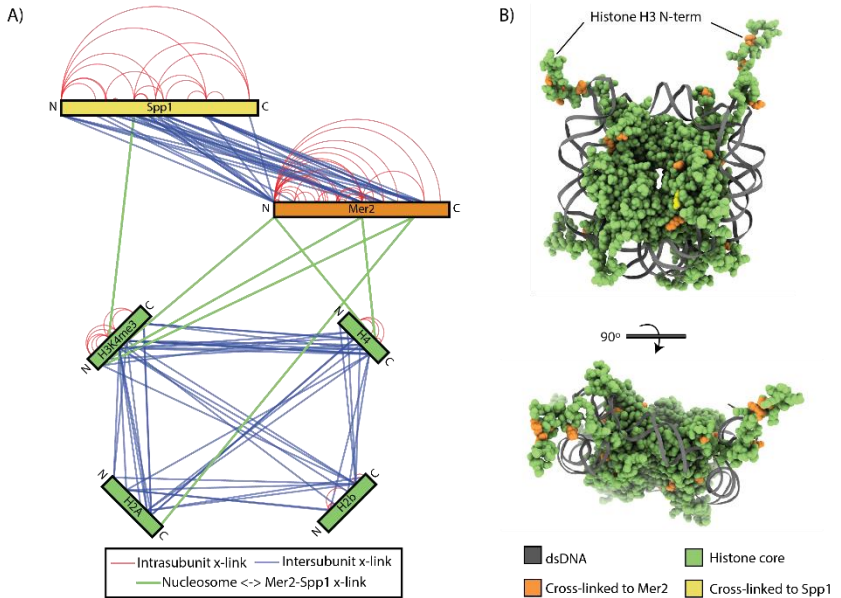 A)
N Spp1 C
N Mer2 C
N H3K4me3 C
N H4 C
N H2A C
N H2b C
Intrasubunit x-link Intersubunit x-link
Nucleosome <-> Mer2-Spp1 x-link
B)
Histone H3 N-term
90º
dsDNA Histone core
Cross-linked to Mer2 Cross-linked to Spp1